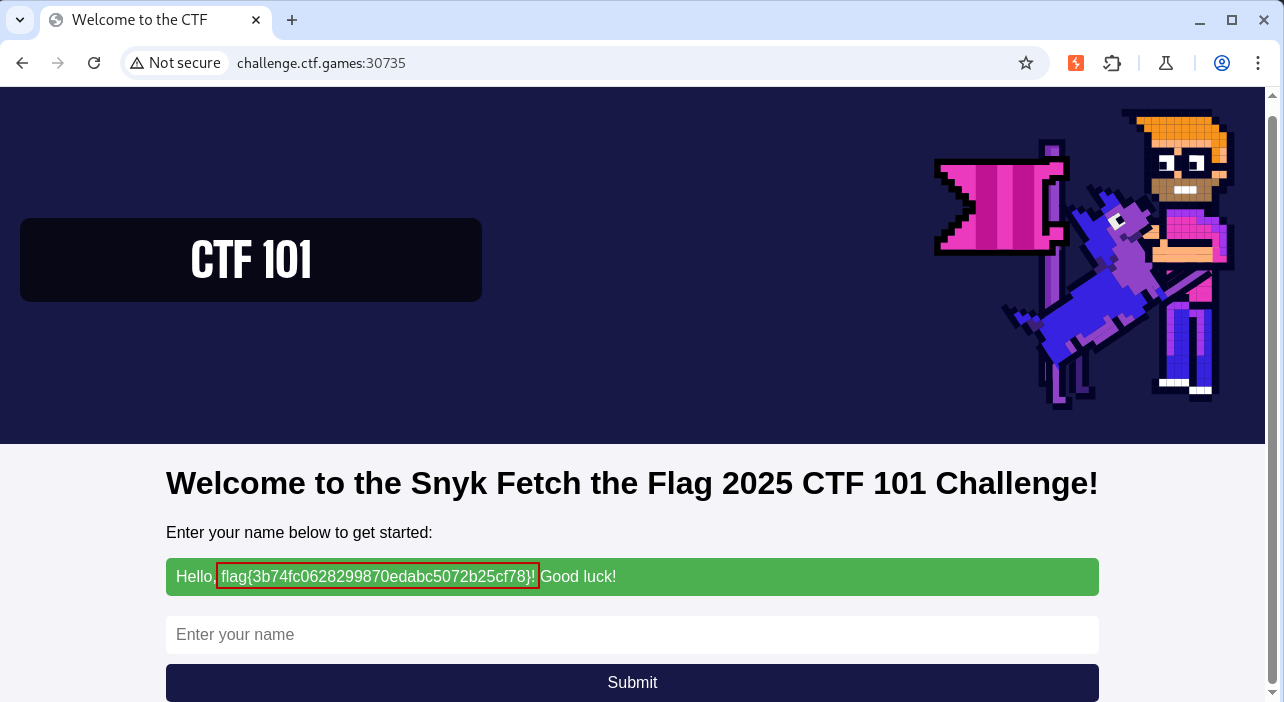 Welcome to the CTF
Not secure challenge.ctf.games:30735
CTF 101
Welcome to the Snyk Fetch the Flag 2025 CTF 101 Challenge!
Enter your name below to get started:
Hello, flag{3b74fc0628299870edabc5072b25cf78}! Good luck!
Enter your name
Submit